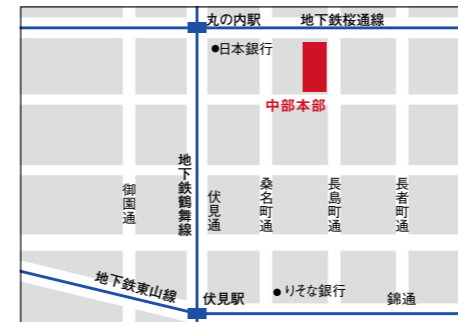 丸の内駅
地下鉄桜通線
●日本銀行
中部本部
地下鉄鶴舞線
御園通
伏見通
桑名町通
長島町通
長者町通
地下鉄東山線
伏見駅
●りそな銀行
錦通